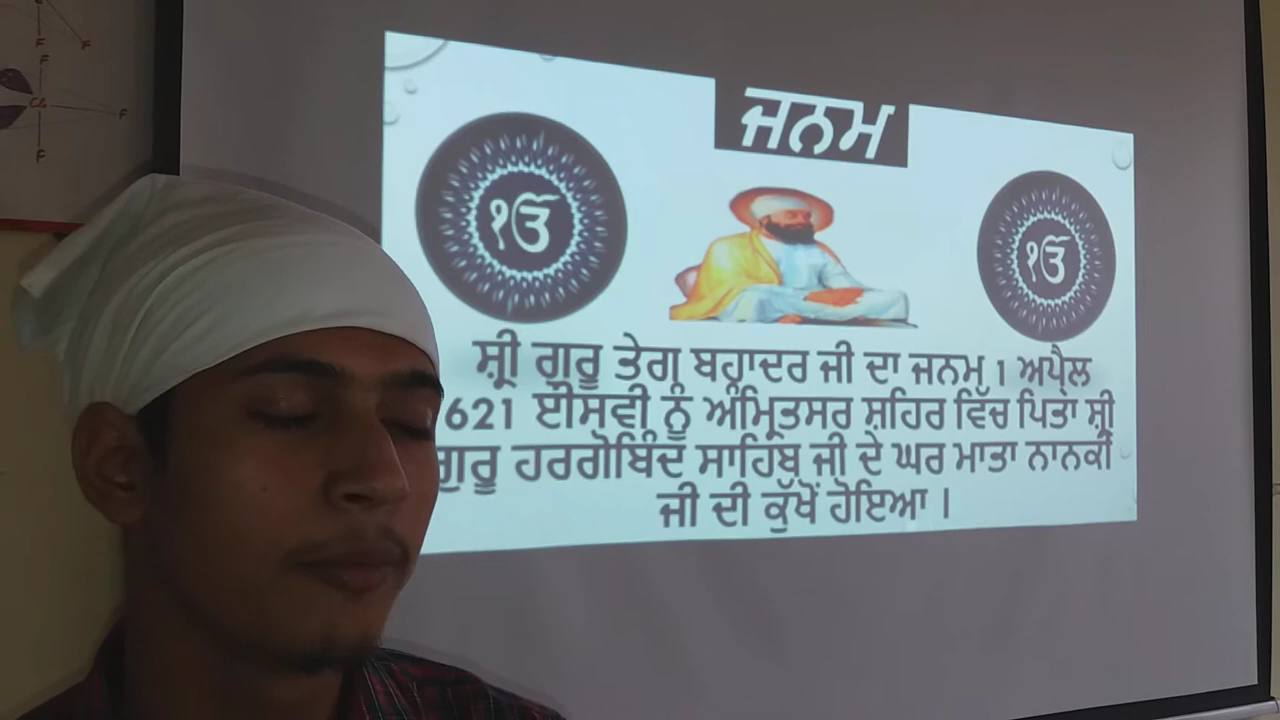 ਜਨਮ
ੴ
ੴ
ਸ਼੍ਰੀ ਗੁਰੂ ਤੇਗ ਬਹਾਦਰ ਜੀ ਦਾ ਜਨਮ 1 ਅਪ੍ਰੈਲ
621 ਈਸਵੀ ਨੂੰ ਅੰਮ੍ਰਿਤਸਰ ਸ਼ਹਿਰ ਵਿੱਚ ਪਿਤਾ ਸ਼੍ਰੀ
ਗੁਰੂ ਹਰਗੋਬਿੰਦ ਸਾਹਿਬ ਜੀ ਦੇ ਘਰ ਮਾਤਾ ਨਾਨਕੀ
ਜੀ ਦੀ ਕੁੱਖੋਂ ਹੋਇਆ ।
F
F
F
F
F